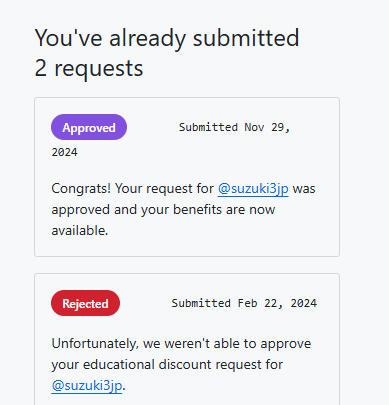 You've already submitted
2 requests
Approved Submitted Nov 29,
2024
Congrats! Your request for @suzuki3jp was
approved and your benefits are now
available.
Rejected Submitted Feb 22, 2024
Unfortunately, we weren't able to approve
your educational discount request for
@suzuki3jp.